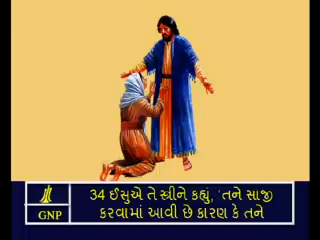 34 ઈસુએ તે સ્ત્રીને કહ્યું, ‘તને સાજી
કરવામાં આવી છે કારણ કે તને
GNP